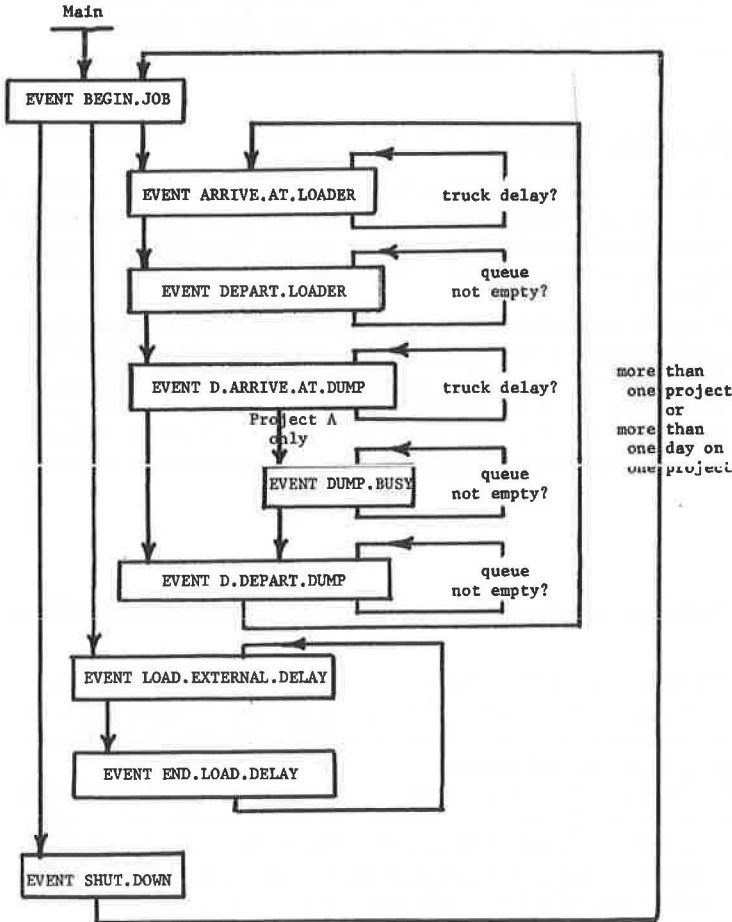 Main
EVENT BEGIN.JOB
EVENT ARRIVE.AT.LOADER
truck delay?
EVENT DEPART.LOADER
queue
not empty?
EVENT D.ARRIVE.AT.DUMP
truck delay?
Project A
only
EVENT DUMP.BUSY
queue
not empty?
EVENT D.DEPART.DUMP
queue
not empty?
more than
one project
or
more than
one day on
one project
EVENT LOAD.EXTERNAL.DELAY
EVENT END.LOAD.DELAY
EVENT SHUT.DOWN